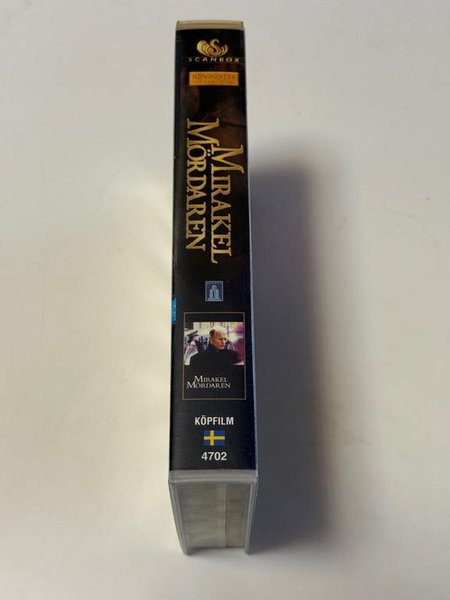 SCANBOX
MIRAKEL
MÖRDAREN
MIRAKEL
MÖRDAREN
KÖPFILM
4702